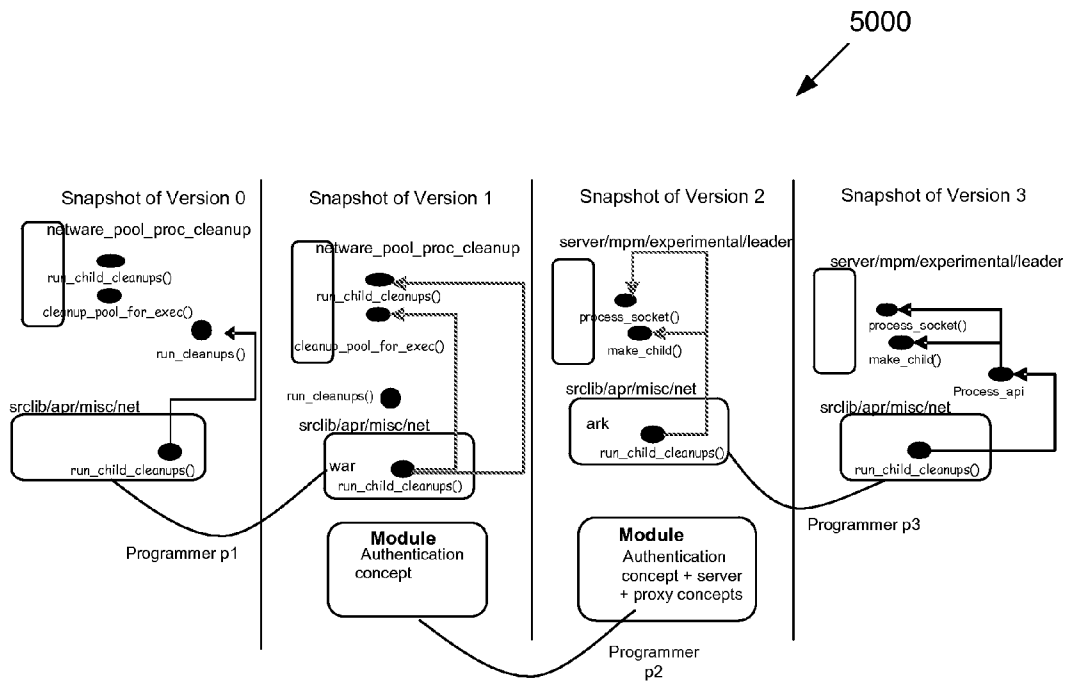 5000
Snapshot of Version 0
netware_pool_proc_cleanup
run_child_cleanups()
cleanup_pool_for_exec()
run_cleanups()
srclib/apr/misc/net
run_child_cleanups()
Programmer p1
Snapshot of Version 1
netware_pool_proc_cleanup
run_child_cleanups()
cleanup_pool_for_exec()
run_cleanups()
srclib/apr/misc/net
war
run_child_cleanups()
Module
Authentication
concept
Snapshot of Version 2
server/mpm/experimental/leader
process_socket()
make_child()
srclib/apr/misc/net
ark
run_child_cleanups()
Module
Authentication
concept + server
+ proxy concepts
Programmer
p2
Snapshot of Version 3
server/mpm/experimental/leader
process_socket()
make_child()
Process_api
srclib/apr/misc/net
run_child_cleanups()
Programmer p3